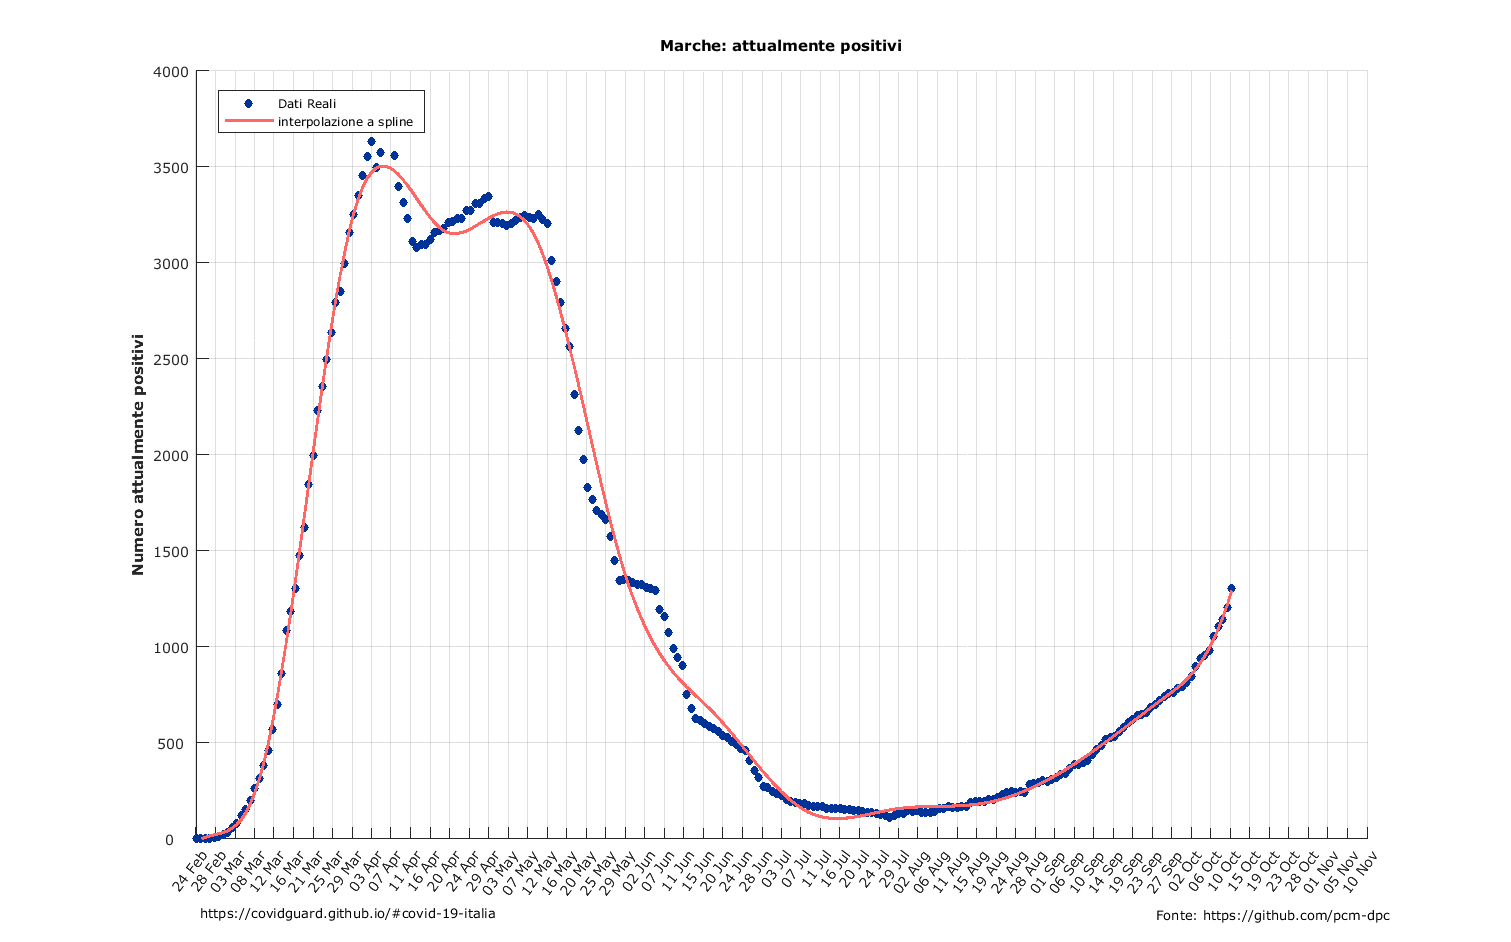 Marche: attualmente positivi
4000
3500
3000
2500
2000
1500
1000
500
0
Numero attualmente positivi
Dati Reali
interpolazione a spline
24 Feb
28 Feb
03 Mar
08 Mar
12 Mar
16 Mar
21 Mar
25 Mar
29 Mar
03 Apr
07 Apr
11 Apr
16 Apr
20 Apr
24 Apr
29 Apr
03 May
07 May
12 May
16 May
20 May
25 May
29 May
02 Jun
07 Jun
11 Jun
15 Jun
20 Jun
24 Jun
28 Jun
03 Jul
07 Jul
11 Jul
16 Jul
20 Jul
24 Jul
29 Jul
02 Aug
06 Aug
11 Aug
15 Aug
19 Aug
24 Aug
28 Aug
01 Sep
06 Sep
10 Sep
14 Sep
19 Sep
23 Sep
27 Sep
02 Oct
06 Oct
10 Oct
15 Oct
19 Oct
23 Oct
28 Oct
01 Nov
05 Nov
10 Nov
https://covidguard.github.io/#covid-19-italia
Fonte: https://github.com/pcm-dpc